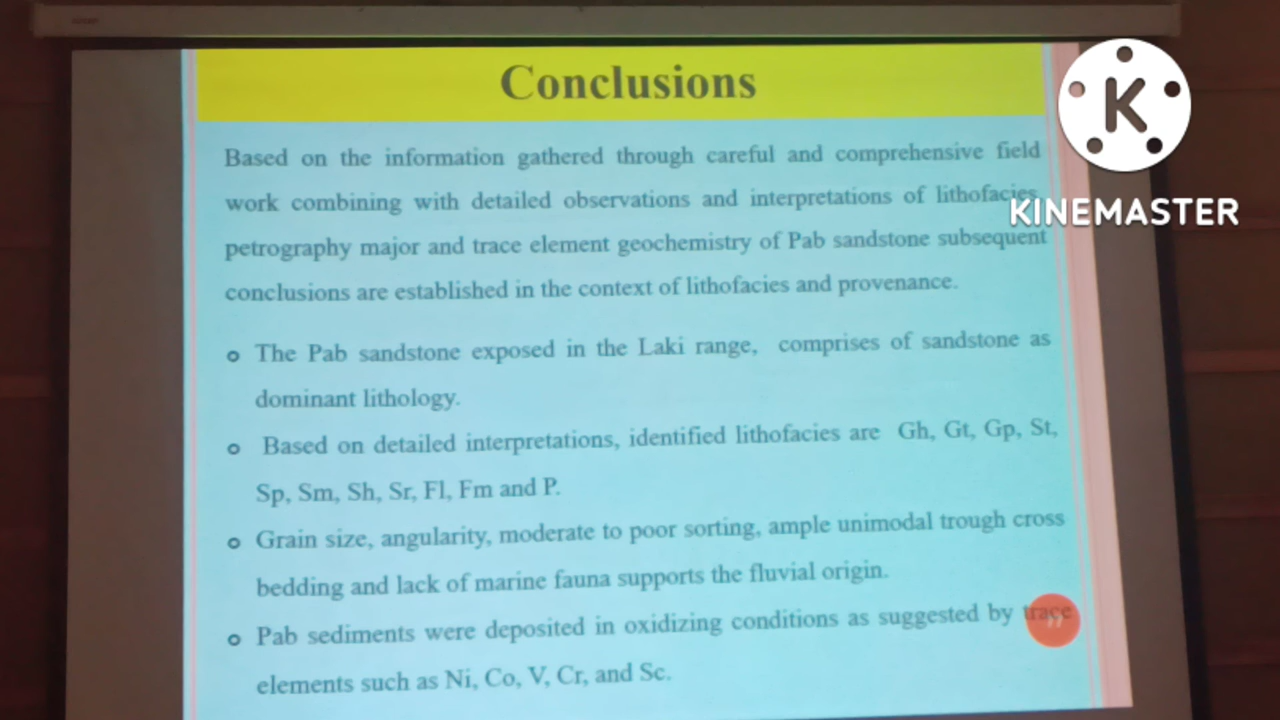 Conclusions
Based on the information gathered through careful and comprehensive field
work combining with detailed observations and interpretations of lithofacies,
petrography major and trace element geochemistry of Pab sandstone subsequent
conclusions are established in the context of lithofacies and provenance.
The Pab sandstone exposed in the Laki range, comprises of sandstone as
dominant lithology.
Based on detailed interpretations, identified lithofacies are Gh, Gt, Gp, St,
Sp, Sm, Sh, Sr, Fl, Fm and P.
Grain size, angularity, moderate to poor sorting, ample unimodal trough cross
bedding and lack of marine fauna supports the fluvial origin.
Pab sediments were deposited in oxidizing conditions as suggested by trace
elements such as Ni, Co, V, Cr, and Sc.
K
KINEMASTER